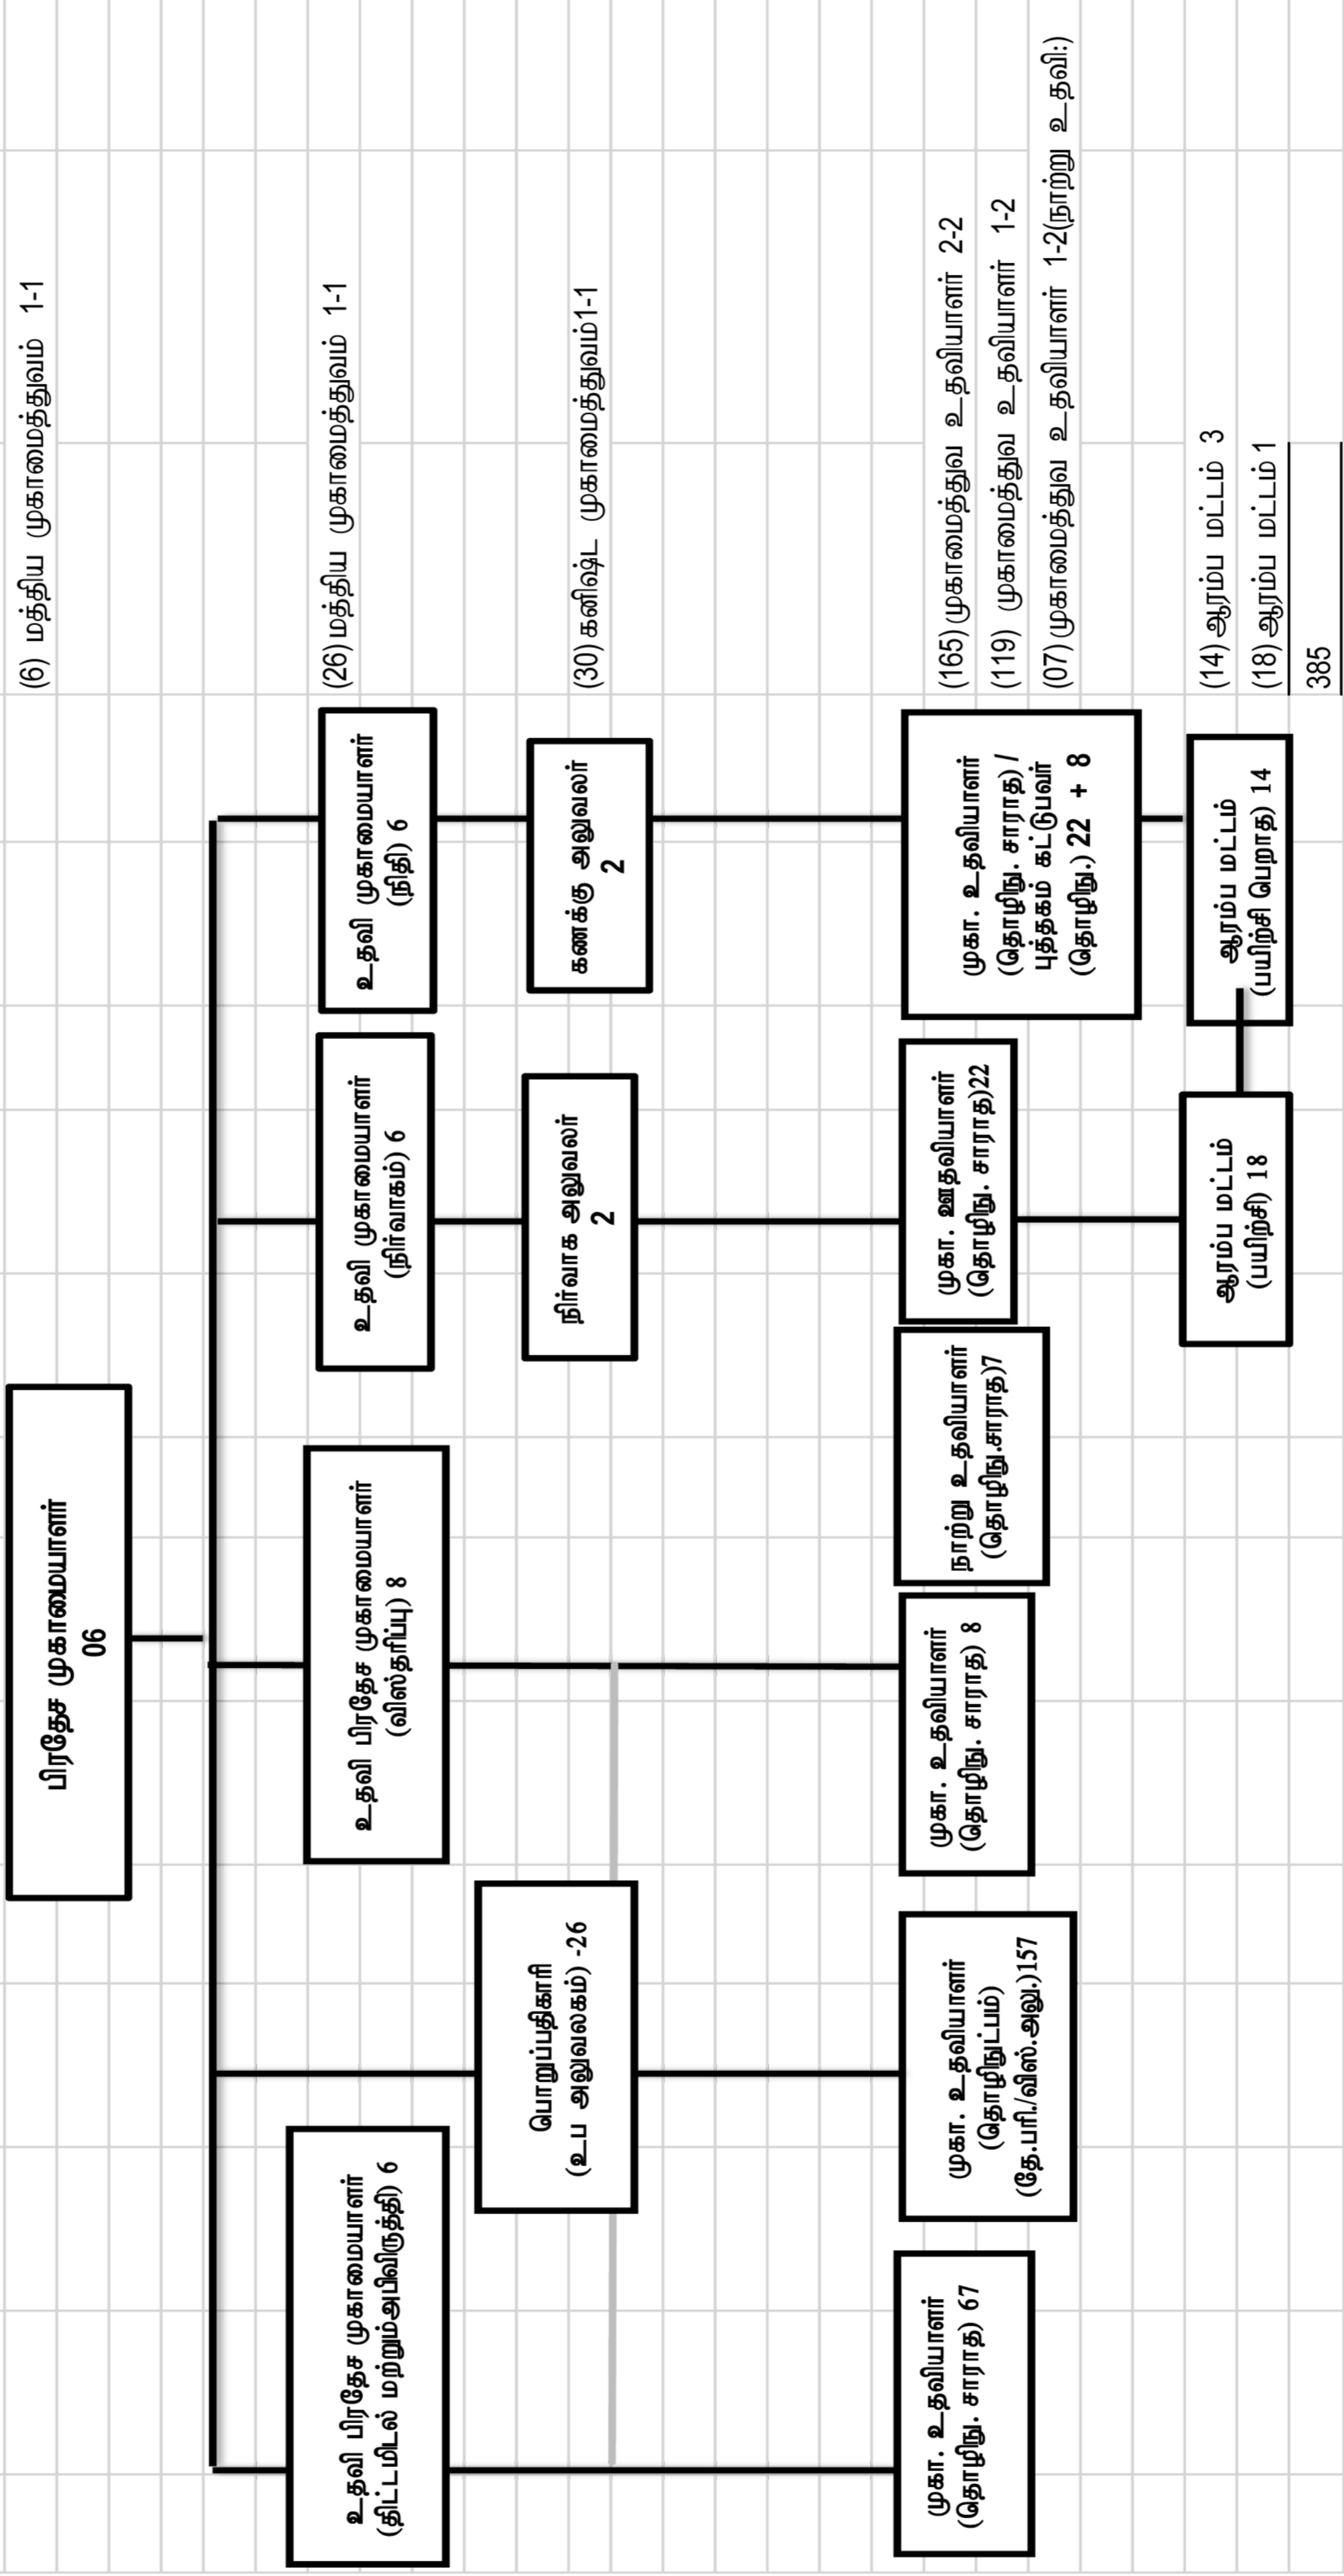 பிரதேச முகாமையாளர்
06
(6) மத்திய முகாமைத்துவம் 1-1
உதவி பிரதேச முகாமையாளர்
(திட்டமிடல் மற்றும்அபிவிருத்தி) 6
உதவி பிரதேச முகாமையாளர்
(விஸ்தரிப்பு) 8
உதவி முகாமையாளர்
(நிர்வாகம்) 6
உதவி முகாமையாளர்
(நிதி) 6
(26) மத்திய முகாமைத்துவம் 1-1
பொறுப்பதிகாரி
(உப அலுவலகம்) -26
நிர்வாக அலுவலர்
2
கணக்கு அலுவலர்
2
(30) கனிஷ்ட முகாமைத்துவம்1-1
முகா. உதவியாளர்
(தொழிநு. சாராத) 67
முகா. உதவியாளர்
(தொழிநுட்பம்)
(தே.பரி./விஸ்.அலு.)157
முகா. உதவியாளர்
(தொழிநு. சாராத) 8
நாற்று உதவியாளர்
(தொழிநு.சாராத)7
முகா. ஊதவியாளர்
(தொழிநு. சாராத)22
முகா. உதவியாளர்
(தொழிநு. சாராத) /
புத்தகம் கட்டுபவர்
(தொழிநு.) 22 + 8
(165)முகாமைத்துவ உதவியாளர் 2-2
(119) முகாமைத்துவ உதவியாளர் 1-2
(07)முகாமைத்துவ உதவியாளர் 1-2(நாற்று உதவி:)
ஆரம்ப மட்டம்
(பயிற்சி) 18
ஆரம்ப மட்டம்
(பயிற்சி பெறாத) 14
(14)ஆரம்ப மட்டம் 3
(18)ஆரம்ப மட்டம் 1
385